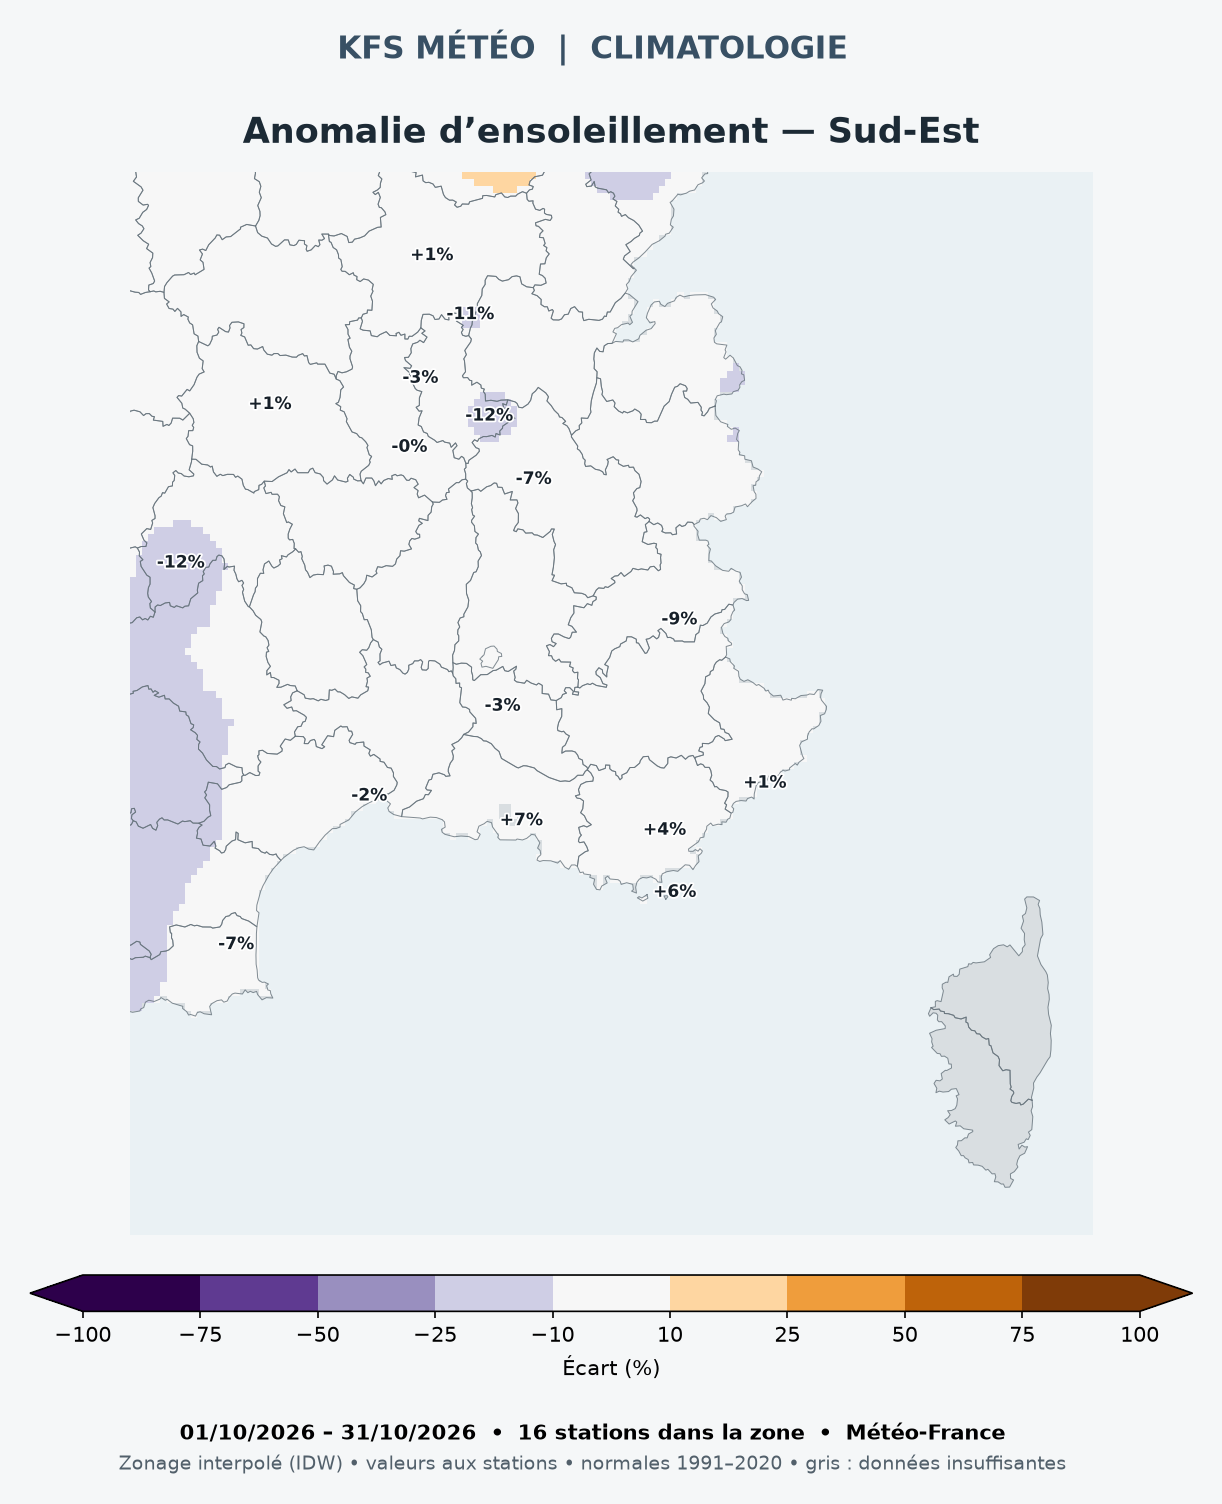 KFS MÉTÉO | CLIMATOLOGIE
Anomalie d’ensoleillement — Sud-Est
+1%
-11%
-3%
+1%
-12%
-0%
-7%
-12%
-9%
-3%
+1%
-2%
+7%
+4%
+6%
-7%
−100 −75 −50 −25 −10 10 25 50 75 100
Écart (%)
01/10/2026 – 31/10/2026 • 16 stations dans la zone • Météo-France
Zonage interpolé (IDW) • valeurs aux stations • normales 1991–2020 • gris : données insuffisantes